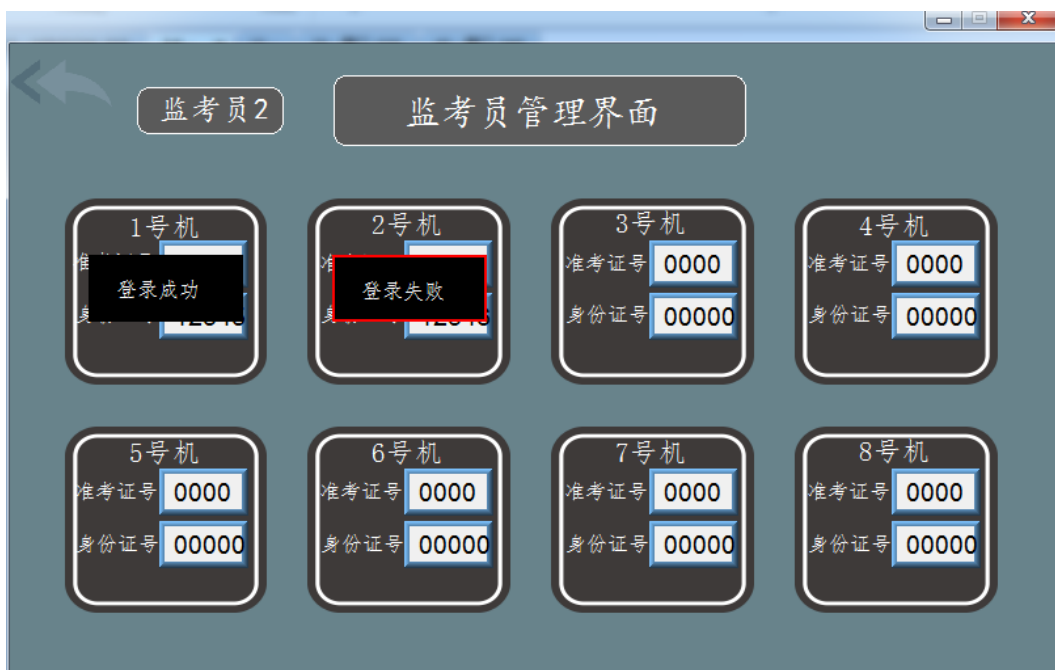 监考员2
监考员管理界面
1号机
登录成功
2号机
登录失败
3号机
准考证号 0000
身份证号 00000
4号机
准考证号 0000
身份证号 00000
5号机
准考证号 0000
身份证号 00000
6号机
准考证号 0000
身份证号 00000
7号机
准考证号 0000
身份证号 00000
8号机
准考证号 0000
身份证号 00000